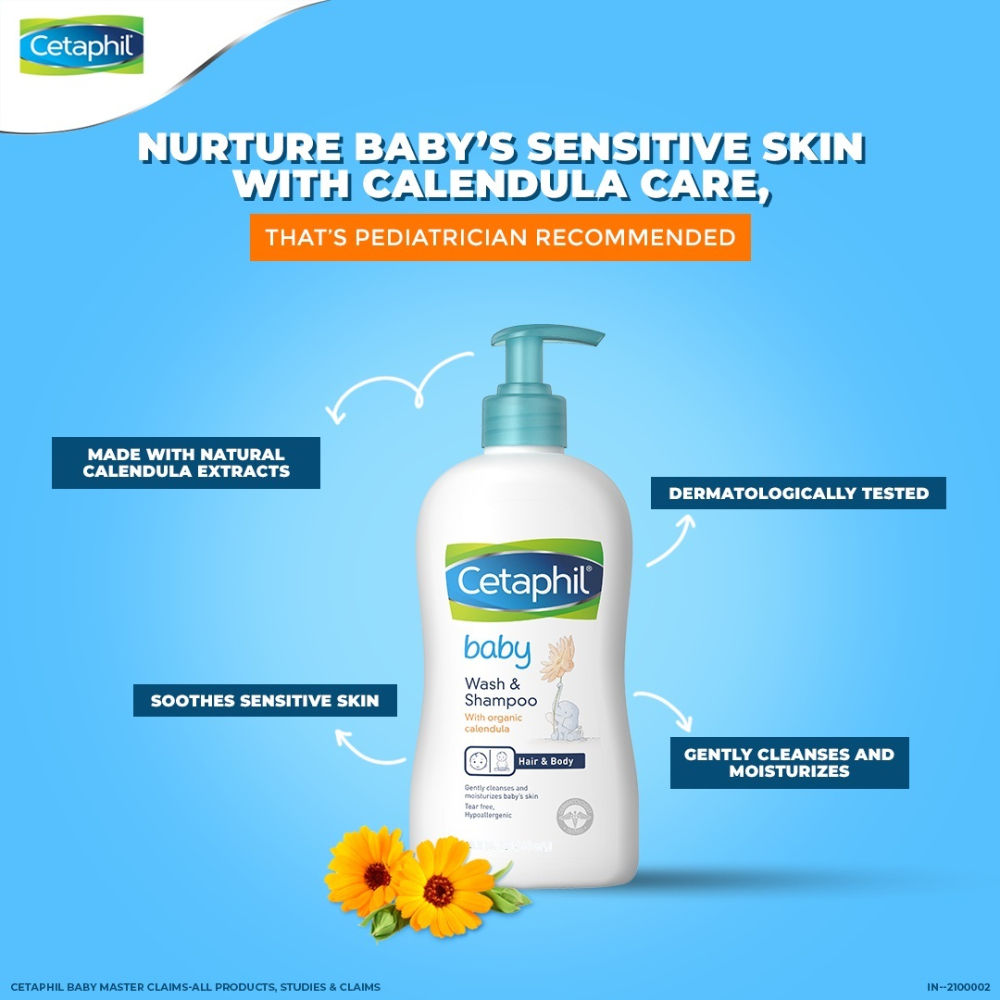 Cetaphil
NURTURE BABY'S SENSITIVE SKIN
WITH CALENDULA CARE,
THAT'S PEDIATRICIAN RECOMMENDED
MADE WITH NATURAL
CALENDULA EXTRACTS
DERMATOLOGICALLY TESTED
Cetaphil®
baby
Wash &
Shampoo
With organic
calendula
Hair & Body
Gently cleanses and
moisturizes baby's skin
Tear free,
Hypoallergenic
SOOTHES SENSITIVE SKIN
GENTLY CLEANSES AND
MOISTURIZES
CETAPHIL BABY MASTER CLAIMS-ALL PRODUCTS, STUDIES & CLAIMS
IN--2100002